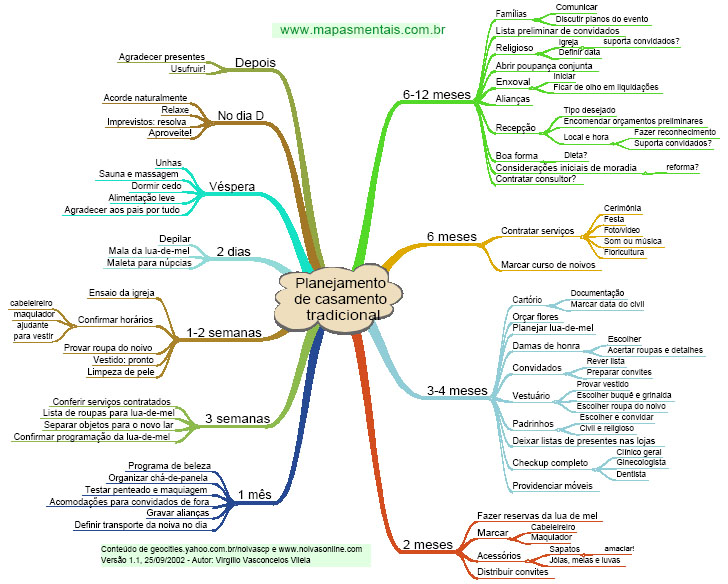 www.mapasmentais.com.br
Planejamento
de casamento
tradicional
6-12 meses
Famílias
Comunicar
Discutir planos do evento
Lista preliminar de convidados
Religioso
Igreja
suporta convidados?
Definir data
Abrir poupança conjunta
Enxoval
Iniciar
Ficar de olho em liquidações
Alianças
Recepção
Tipo desejado
Encomendar orçamentos preliminares
Local e hora
Fazer reconhecimento
Suporta convidados?
Boa forma
Dieta?
Considerações iniciais de moradia
reforma?
Contratar consultor?
6 meses
Contratar serviços
Cerimônia
Festa
Foto/vídeo
Som ou música
Floricultura
Marcar curso de noivos
3-4 meses
Cartório
Documentação
Marcar data do civil
Orçar flores
Planejar lua-de-mel
Damas de honra
Escolher
Acertar roupas e detalhes
Convidados
Rever lista
Preparar convites
Vestuário
Provar vestido
Escolher buquê e grinalda
Escolher roupa do noivo
Padrinhos
Escolher e convidar
Civil e religioso
Deixar listas de presentes nas lojas
Checkup completo
Clínico geral
Ginecologista
Dentista
Providenciar móveis
2 meses
Fazer reservas da lua de mel
Marcar
Cabeleireiro
Maquilador
Acessórios
Sapatos
amaciar!
Jóias, meias e luvas
Distribuir convites
1 mês
Programa de beleza
Organizar chá-de-panela
Testar penteado e maquiagem
Acomodações para convidados de fora
Gravar alianças
Definir transporte da noiva no dia
3 semanas
Conferir serviços contratados
Lista de roupas para lua-de-mel
Separar objetos para o novo lar
Confirmar programação da lua-de-mel
1-2 semanas
Ensaio da igreja
Confirmar horários
cabeleireiro
maquilador
ajudante
para vestir
Provar roupa do noivo
Vestido: pronto
Limpeza de pele
2 dias
Depilar
Mala da lua-de-mel
Maleta para núpcias
Véspera
Unhas
Sauna e massagem
Dormir cedo
Alimentação leve
Agradecer aos pais por tudo
No dia D
Acorde naturalmente
Relaxe
Imprevistos: resolva
Aproveite!
Depois
Agradecer presentes
Usufruir!
Conteúdo de geocities.yahoo.com.br/noivascp e www.noivasonline.com
Versão 1.1, 25/09/2002 - Autor: Virgílio Vasconcelos Vilela